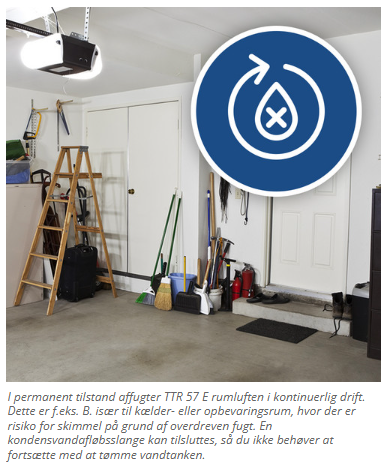 I permanent tilstand affugter TTR 57 E rumluften i kontinuerlig drift.
Dette er f.eks. B. især til kælder- eller opbevaringsrum, hvor der er
risiko for skimmel på grund af overdreven fugt. En
kondensvandafløbsslange kan tilsluttes, så du ikke behøver at
fortsætte med at tømme vandtanken.